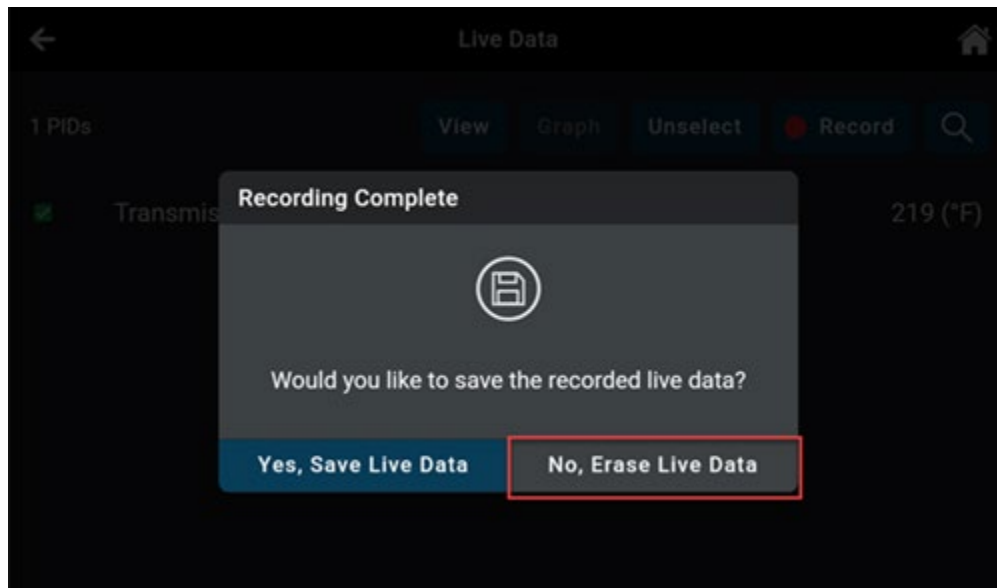 Live Data
1 PIDs View Graph Unselect Record
Transmis 219 (°F)
Recording Complete
Would you like to save the recorded live data?
Yes, Save Live Data No, Erase Live Data